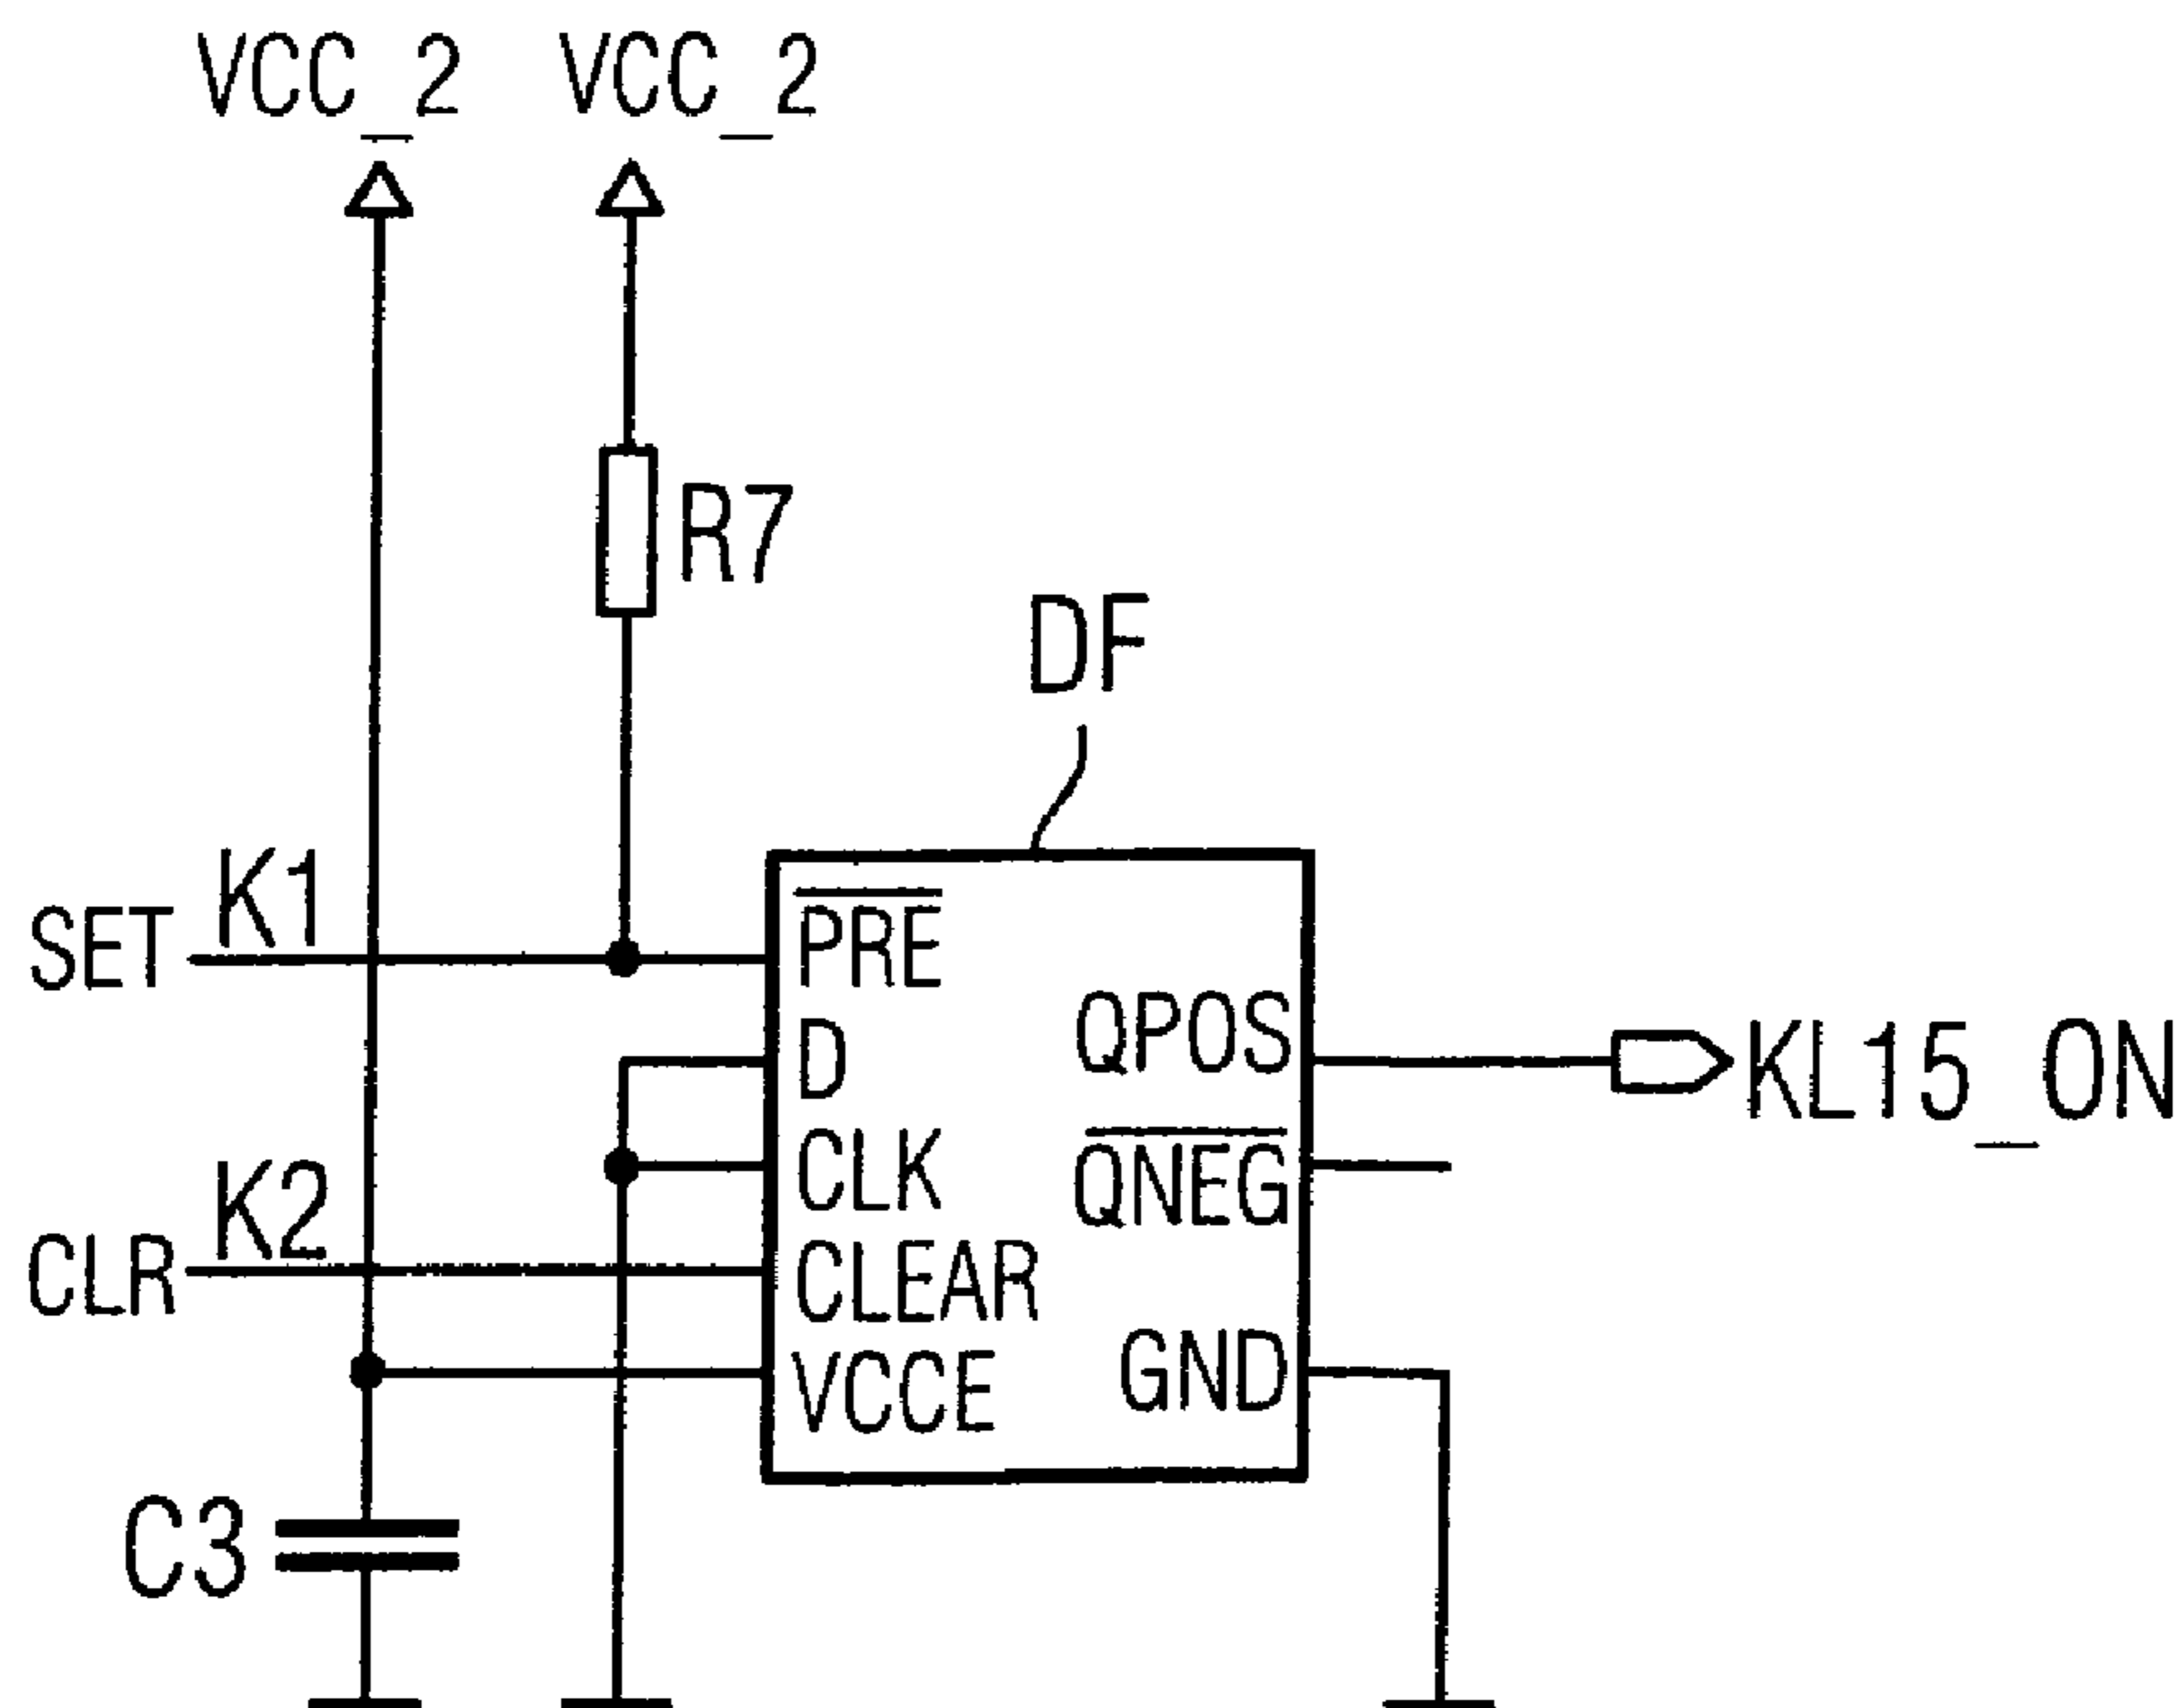 VCC_2 VCC_2
R7
DF
K1
SET
PRE
D
QPOS
KL15_ON
CLK
QNEG
K2
CLR
CLEAR
VCCE
GND
C3